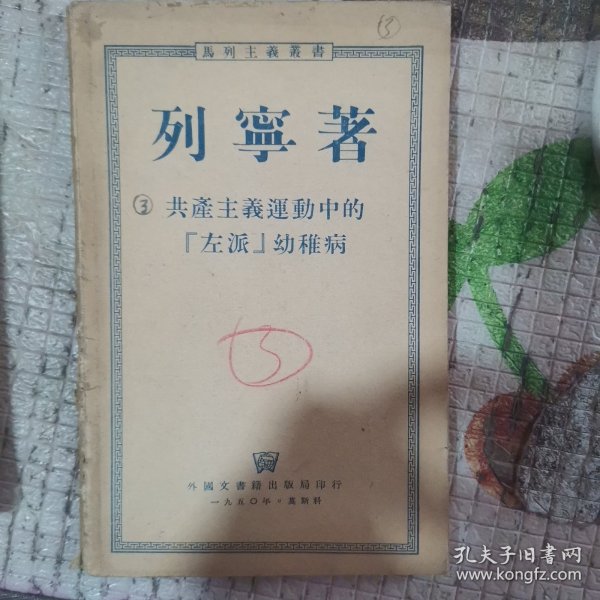 13
馬列主義叢書
列寧著
③ 共產主義運動中的
『左派』幼稚病
13
外國文書籍出版局印行
一九五〇年。莫斯科
孔夫子旧书网
www.kongfz.com